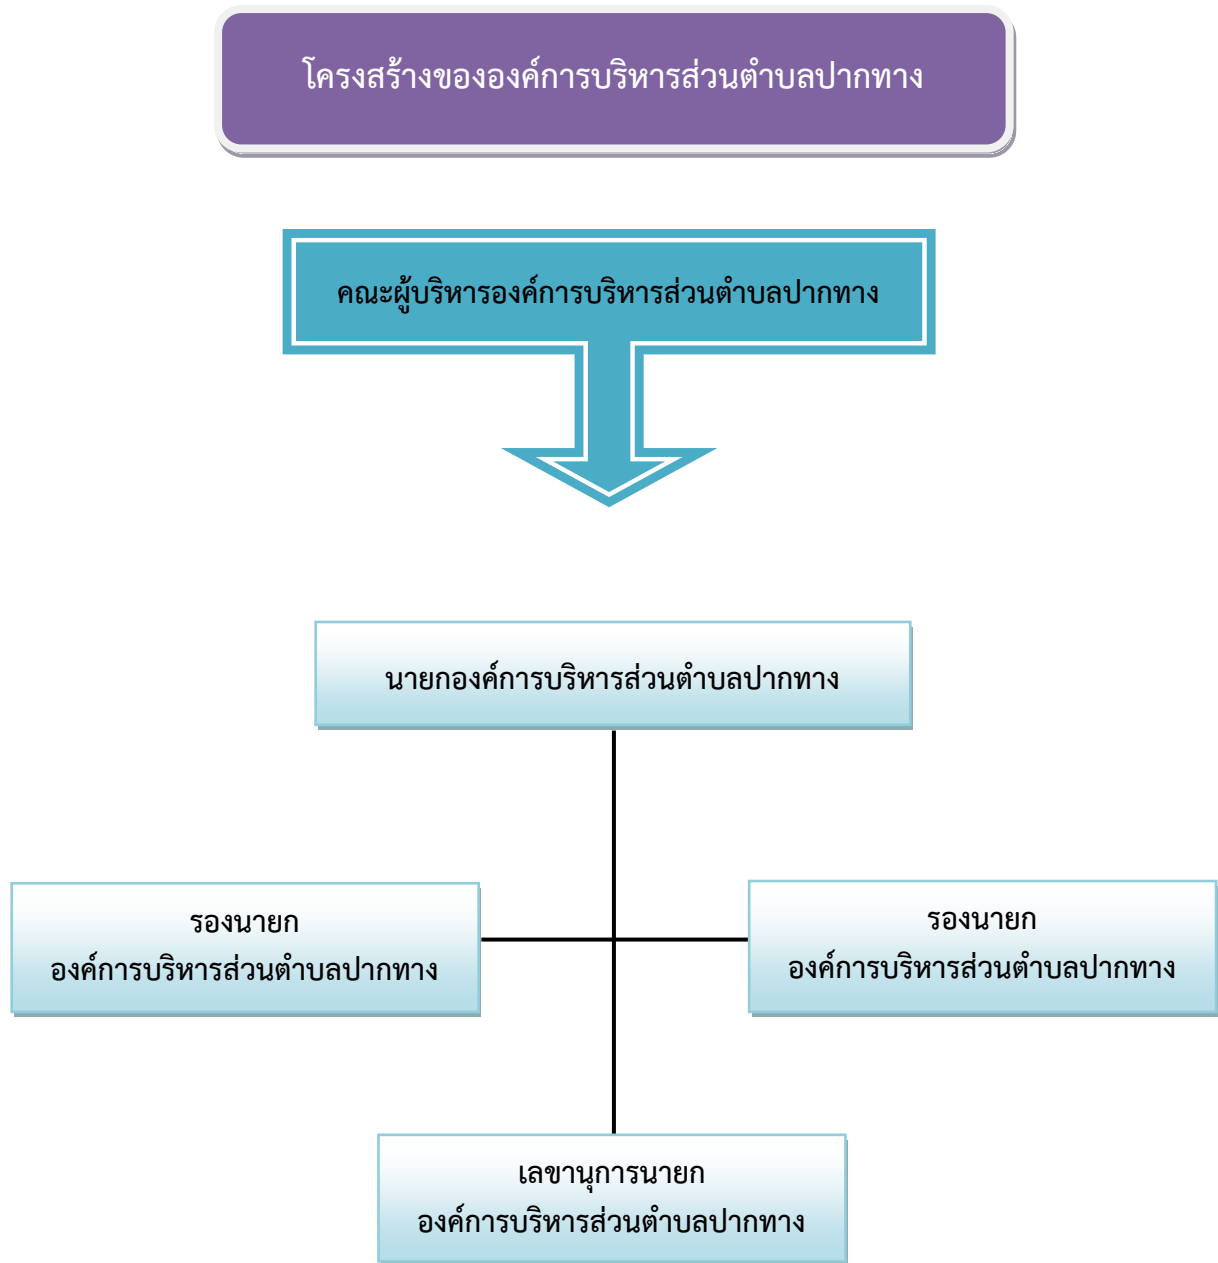 โครงสร้างขององค์การบริหารส่วนตำบลปากทาง
คณะผู้บริหารองค์การบริหารส่วนตำบลปากทาง
นายกองค์การบริหารส่วนตำบลปากทาง
รองนายก
องค์การบริหารส่วนตำบลปากทาง
รองนายก
องค์การบริหารส่วนตำบลปากทาง
เลขานุการนายก
องค์การบริหารส่วนตำบลปากทาง